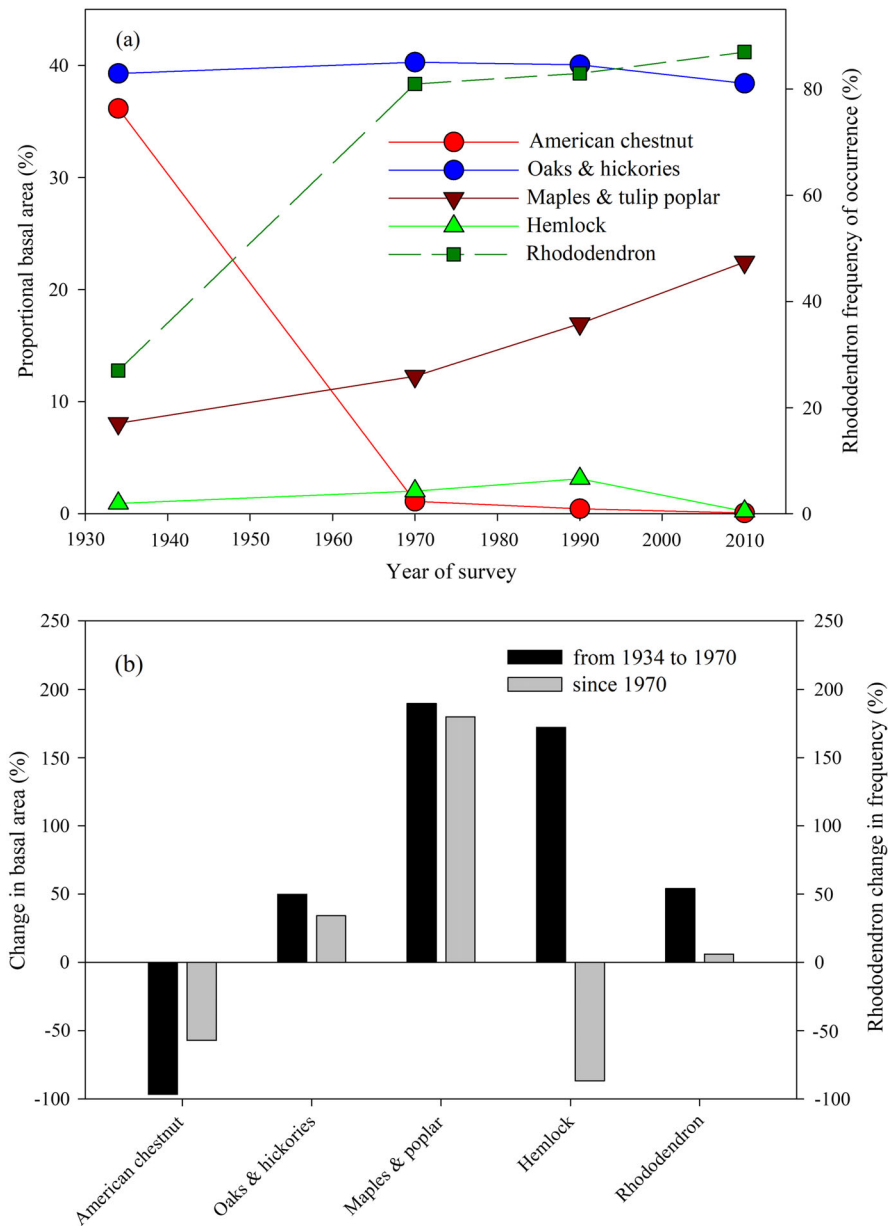 (a)
40
30
20
10
0
Proportional basal area (%)
80
60
40
20
0
Rhododendron frequency of occurrence (%)
American chestnut
Oaks & hickories
Maples & tulip poplar
Hemlock
Rhododendron
1930 1940 1950 1960 1970 1980 1990 2000 2010
Year of survey
(b)
250
200
150
100
50
0
-50
-100
Change in basal area (%)
250
200
150
100
50
0
-50
-100
Rhododendron change in frequency (%)
from 1934 to 1970
since 1970
American chestnut
Oaks & hickories
Maples & poplar
Hemlock
Rhododendron